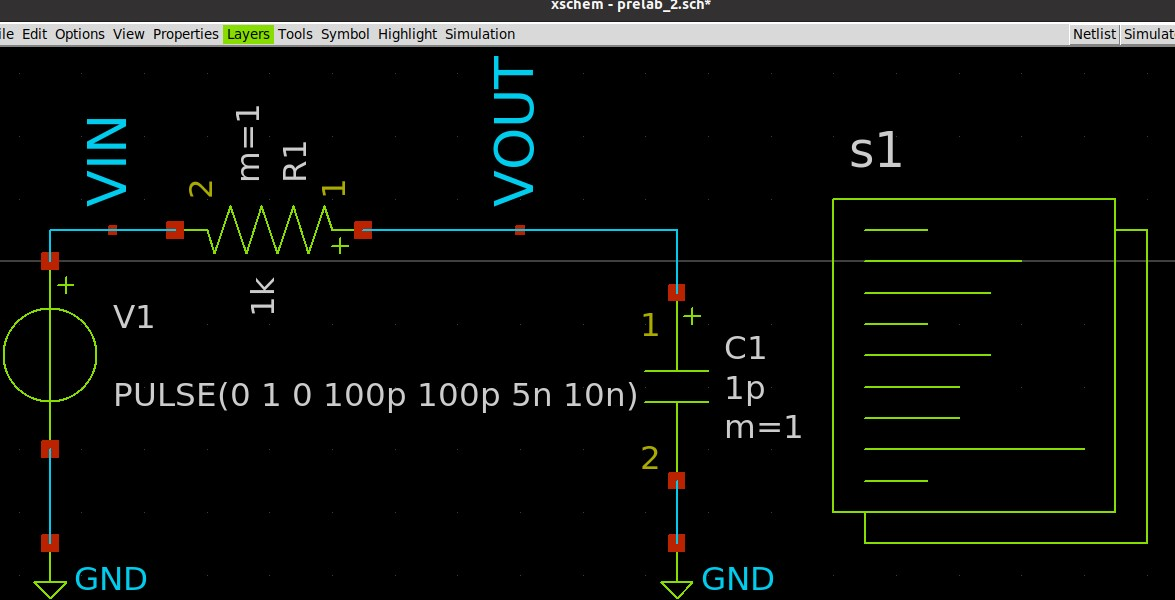 xschem - prelab_2.sch*
ile Edit Options View Properties Layers Tools Symbol Highlight Simulation Netlist Simulat
VIN
2
m=1
R1
1
1k
VOUT
s1
V1
PULSE(0 1 0 100p 100p 5n 10n)
1
C1
1p
m=1
2
GND
GND